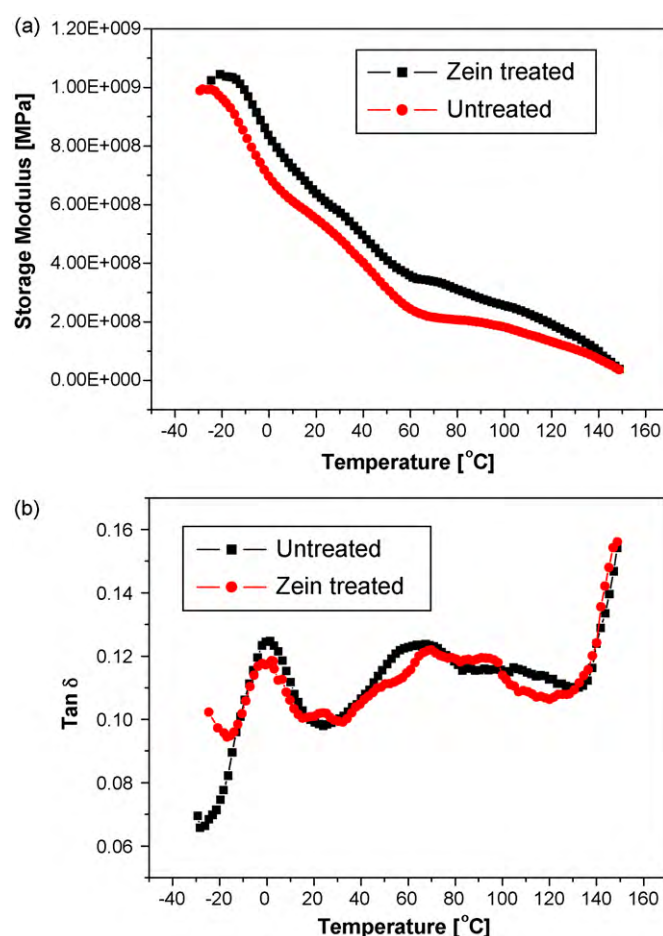 (a)
1.20E+009
1.00E+009
8.00E+008
6.00E+008
4.00E+008
2.00E+008
0.00E+000
Storage Modulus [MPa]
Zein treated
Untreated
-40 -20 0 20 40 60 80 100 120 140 160
Temperature [°C]
(b)
0.16
0.14
0.12
0.10
0.08
0.06
Tan δ
Untreated
Zein treated
-40 -20 0 20 40 60 80 100 120 140 160
Temperature [°C]